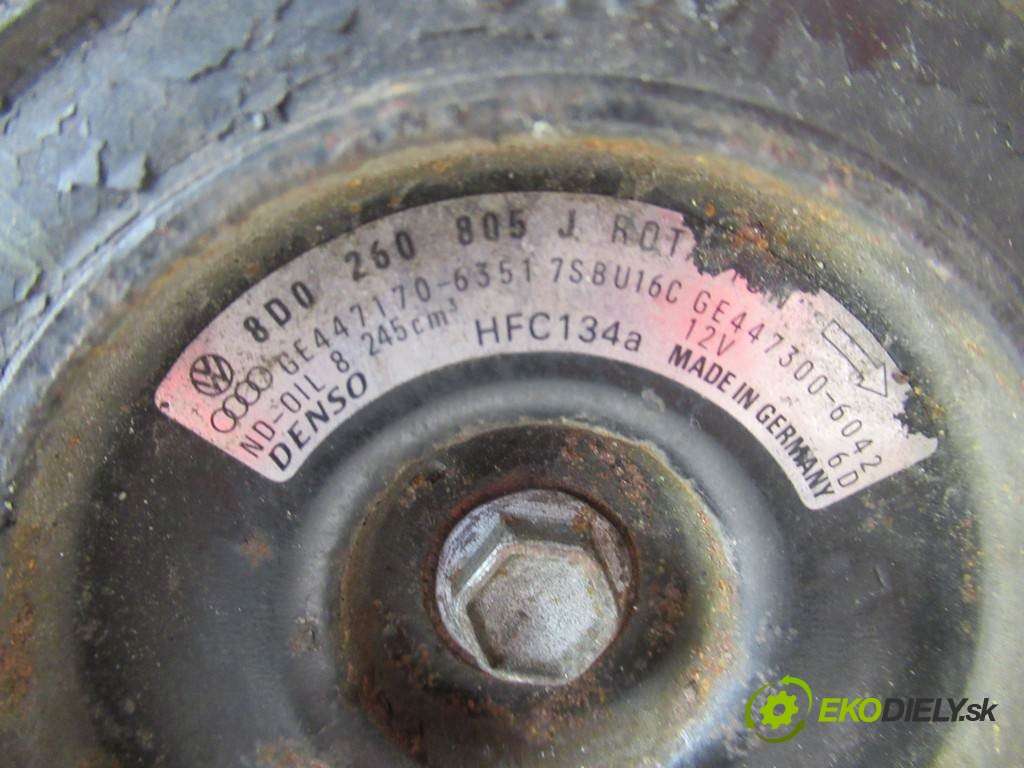 8D0 260 805 J ROTATION
GE447170-6351 7SBU16C GE447300-6042
ND-OIL 8 245cm³ HFC134a 12V 6D
DENSO MADE IN GERMANY
EKODIELY.sk